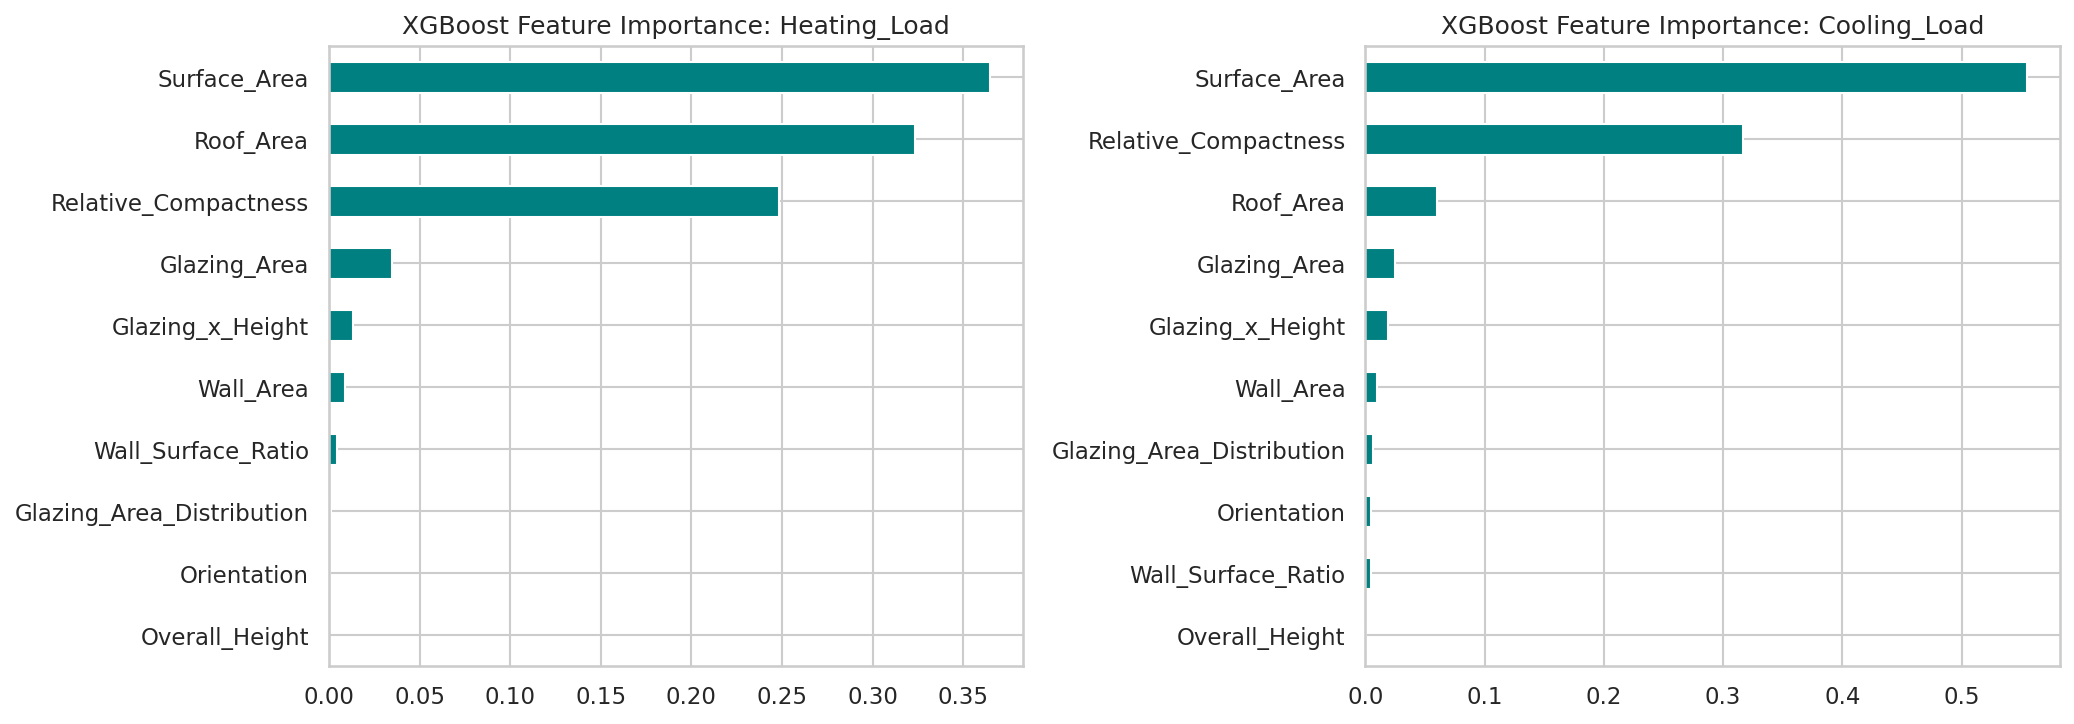 XGBoost Feature Importance: Heating_Load
Surface_Area
Roof_Area
Relative_Compactness
Glazing_Area
Glazing_x_Height
Wall_Area
Wall_Surface_Ratio
Glazing_Area_Distribution
Orientation
Overall_Height
0.00 0.05 0.10 0.15 0.20 0.25 0.30 0.35
XGBoost Feature Importance: Cooling_Load
Surface_Area
Relative_Compactness
Roof_Area
Glazing_Area
Glazing_x_Height
Wall_Area
Glazing_Area_Distribution
Orientation
Wall_Surface_Ratio
Overall_Height
0.0 0.1 0.2 0.3 0.4 0.5